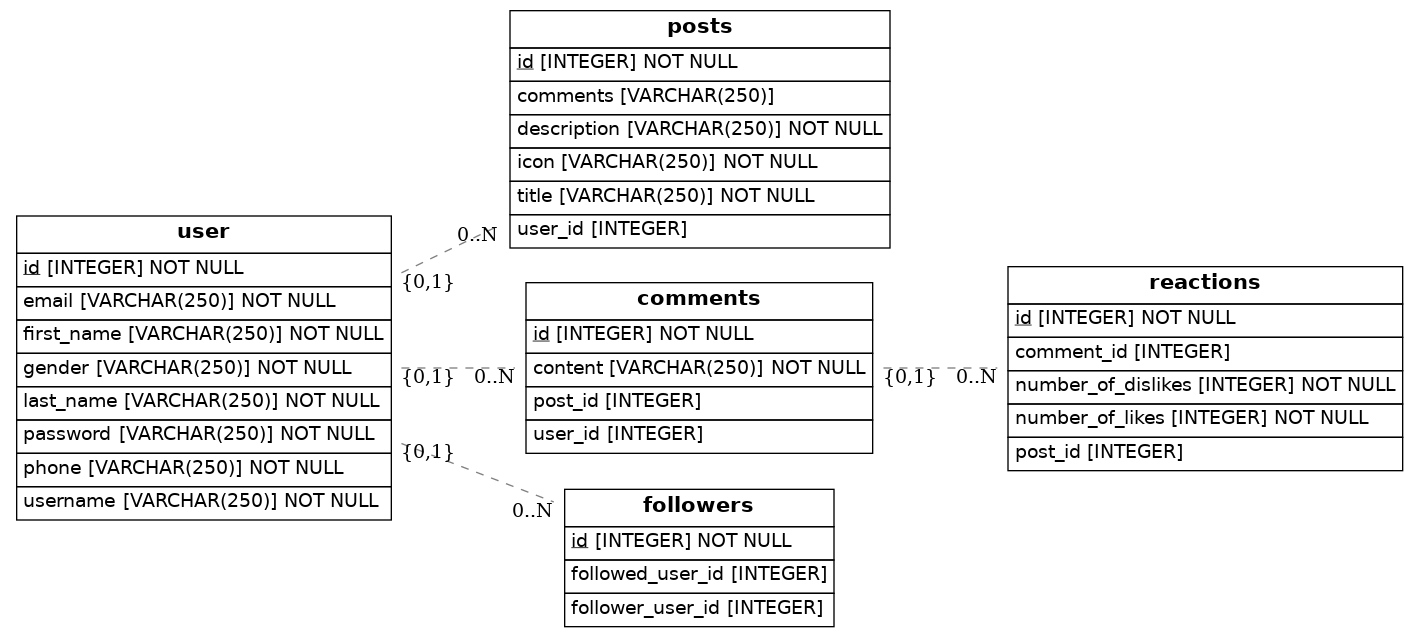 posts
id [INTEGER] NOT NULL
comments [VARCHAR(250)]
description [VARCHAR(250)] NOT NULL
icon [VARCHAR(250)] NOT NULL
title [VARCHAR(250)] NOT NULL
user_id [INTEGER]
user
id [INTEGER] NOT NULL
email [VARCHAR(250)] NOT NULL
first_name [VARCHAR(250)] NOT NULL
gender [VARCHAR(250)] NOT NULL
last_name [VARCHAR(250)] NOT NULL
password [VARCHAR(250)] NOT NULL
phone [VARCHAR(250)] NOT NULL
username [VARCHAR(250)] NOT NULL
0..N
{0,1}
{0,1}
0..N
{0,1}
0..N
comments
id [INTEGER] NOT NULL
content [VARCHAR(250)] NOT NULL
post_id [INTEGER]
user_id [INTEGER]
{0,1}
0..N
reactions
id [INTEGER] NOT NULL
comment_id [INTEGER]
number_of_dislikes [INTEGER] NOT NULL
number_of_likes [INTEGER] NOT NULL
post_id [INTEGER]
followers
id [INTEGER] NOT NULL
followed_user_id [INTEGER]
follower_user_id [INTEGER]